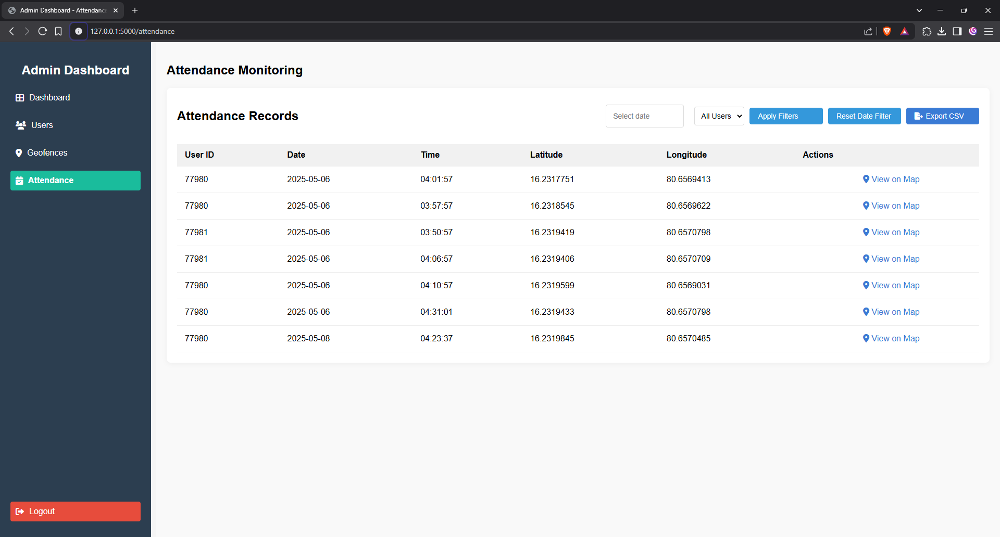 Admin Dashboard - Attendance
127.0.0.1:5000/attendance
Admin Dashboard
Dashboard
Users
Geofences
Attendance
Logout
Attendance Monitoring
Attendance Records
Select date
All Users
Apply Filters
Reset Date Filter
Export CSV
User ID Date Time Latitude Longitude Actions
77980 2025-05-06 04:01:57 16.2317751 80.6569413 View on Map
77980 2025-05-06 03:57:57 16.2318545 80.6569622 View on Map
77981 2025-05-06 03:50:57 16.2319419 80.6570798 View on Map
77981 2025-05-06 04:06:57 16.2319406 80.6570709 View on Map
77980 2025-05-06 04:10:57 16.2319599 80.6569031 View on Map
77980 2025-05-06 04:31:01 16.2319433 80.6570798 View on Map
77980 2025-05-08 04:23:37 16.2319845 80.6570485 View on Map